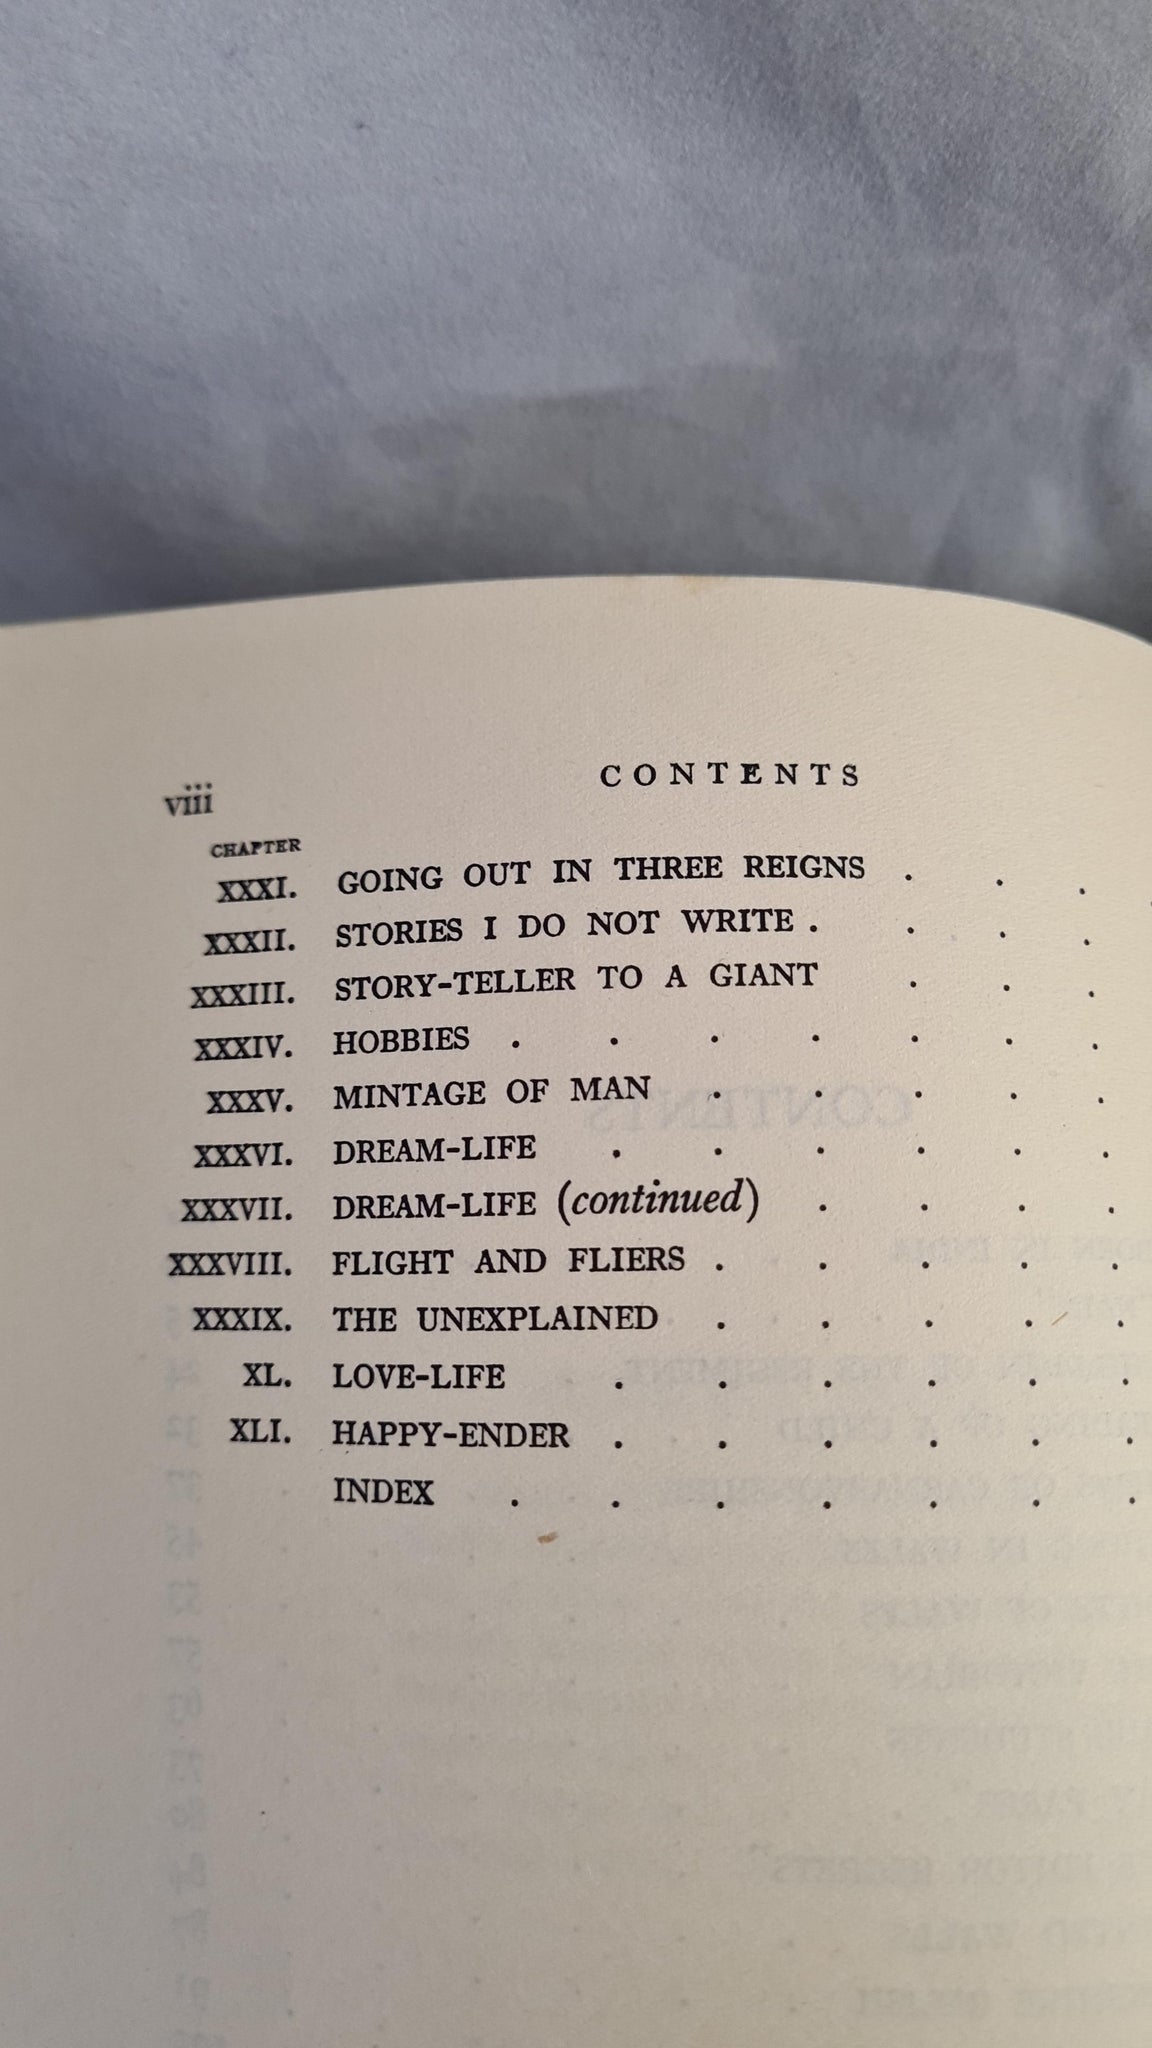 viii CONTENTS
CHAPTER
XXXI. GOING OUT IN THREE REIGNS . . .
XXXII. STORIES I DO NOT WRITE . . . .
XXXIII. STORY-TELLER TO A GIANT . . .
XXXIV. HOBBIES . . . . . . .
XXXV. MINTAGE OF MAN . . . . .
XXXVI. DREAM-LIFE . . . . . .
XXXVII. DREAM-LIFE (continued) . . . .
XXXVIII. FLIGHT AND FLIERS . . . . .
XXXIX. THE UNEXPLAINED . . . . .
XL. LOVE-LIFE . . . . . .
XLI. HAPPY-ENDER . . . . . .
INDEX . . . . . . .